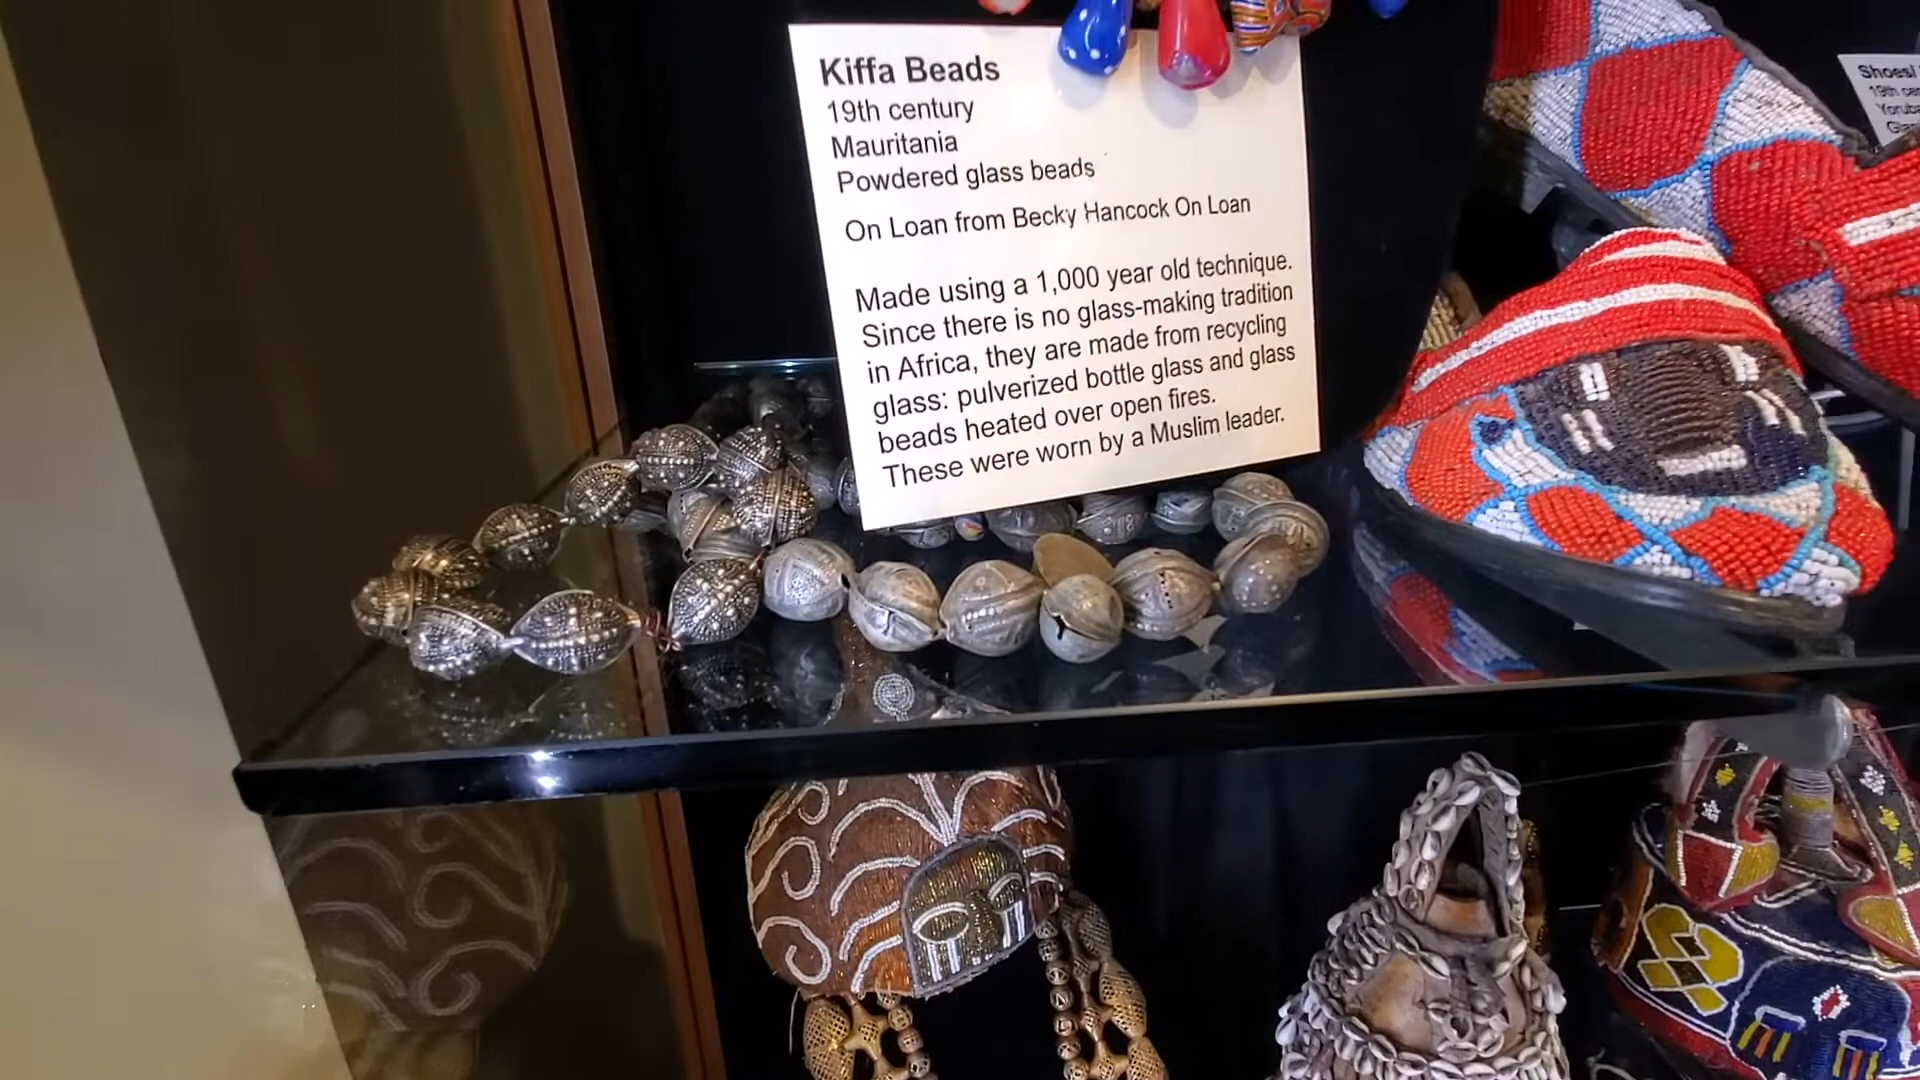 Kiffa Beads
19th century
Mauritania
Powdered glass beads
On Loan from Becky Hancock On Loan
Made using a 1,000 year old technique.
Since there is no glass-making tradition
in Africa, they are made from recycling
glass: pulverized bottle glass and glass
beads heated over open fires.
These were worn by a Muslim leader.
Shoes/
19th